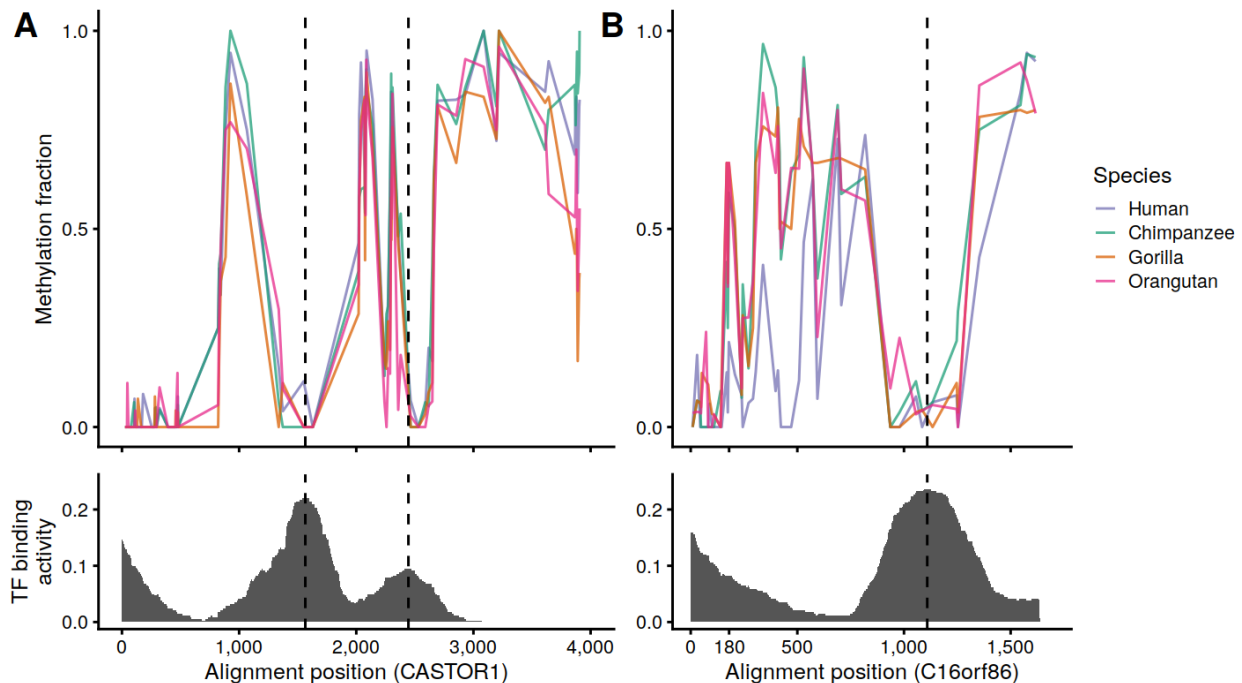 A
B
1.0
0.5
0.0
Methylation fraction
1.0
0.5
0.0
Species
Human
Chimpanzee
Gorilla
Orangutan
0.2
0.1
0.0
TF binding
activity
0.2
0.1
0.0
0
1,000
2,000
3,000
4,000
Alignment position (CASTOR1)
0
180
500
1,000
1,500
Alignment position (C16orf86)